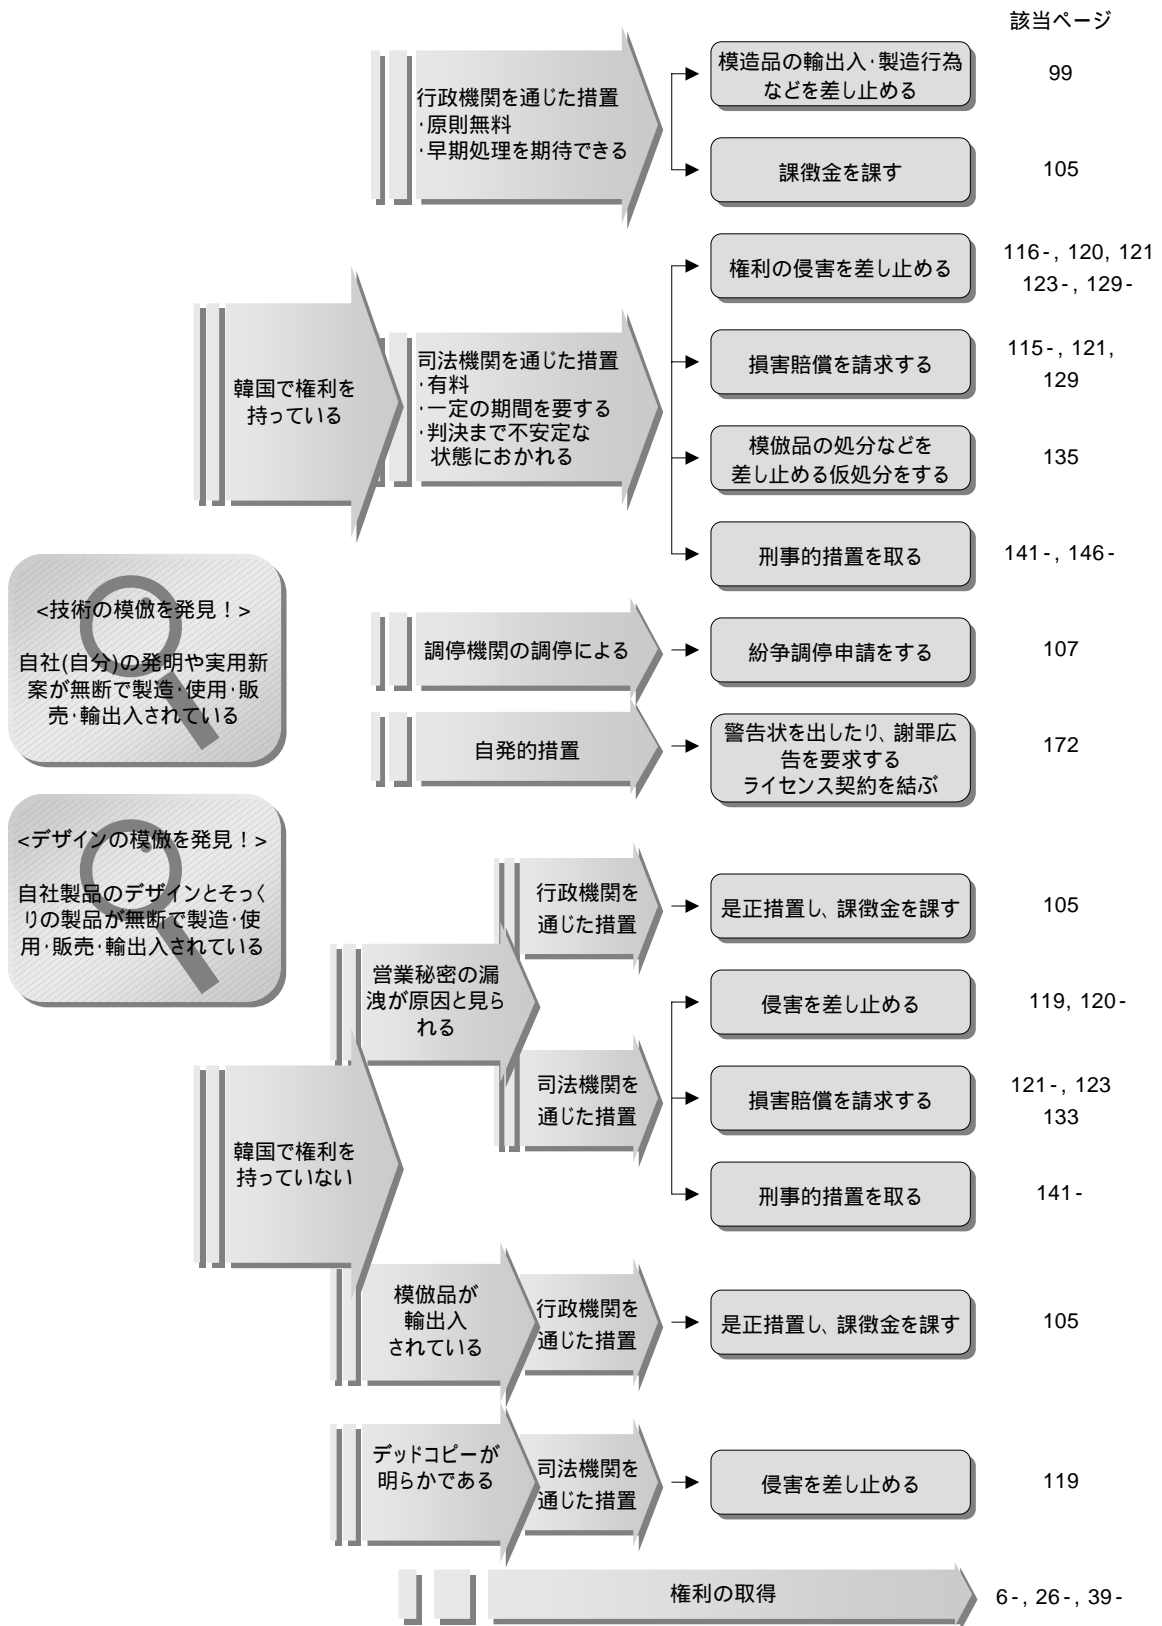 該当ページ
行政機関を通じた措置
･原則無料
･早期処理を期待できる
模造品の輸出入･製造行為
などを差し止める
99
課徴金を課す
105
韓国で権利を
持っている
司法機関を通じた措置
･有料
･一定の期間を要する
･判決まで不安定な
状態におかれる
権利の侵害を差し止める
116-, 120, 121
123-, 129-
損害賠償を請求する
115-, 121,
129
模倣品の処分などを
差し止める仮処分をする
135
刑事的措置を取る
141-, 146-
<技術の模倣を発見！>
自社(自分)の発明や実用新
案が無断で製造･使用･販
売･輸出入されている
調停機関の調停による
紛争調停申請をする
107
自発的措置
警告状を出したり、謝罪広
告を要求する
ライセンス契約を結ぶ
172
<デザインの模倣を発見！>
自社製品のデザインとそっく
りの製品が無断で製造･使
用･販売･輸出入されている
韓国で権利を
持っていない
営業秘密の漏
洩が原因と見ら
れる
行政機関を
通じた措置
是正措置し、課徴金を課す
105
司法機関を
通じた措置
侵害を差し止める
119, 120-
損害賠償を請求する
121-, 123
133
刑事的措置を取る
141-
模倣品が
輸出入
されている
行政機関を
通じた措置
是正措置し、課徴金を課す
105
デッドコピーが
明らかである
司法機関を
通じた措置
侵害を差し止める
119
権利の取得
6-, 26-, 39-